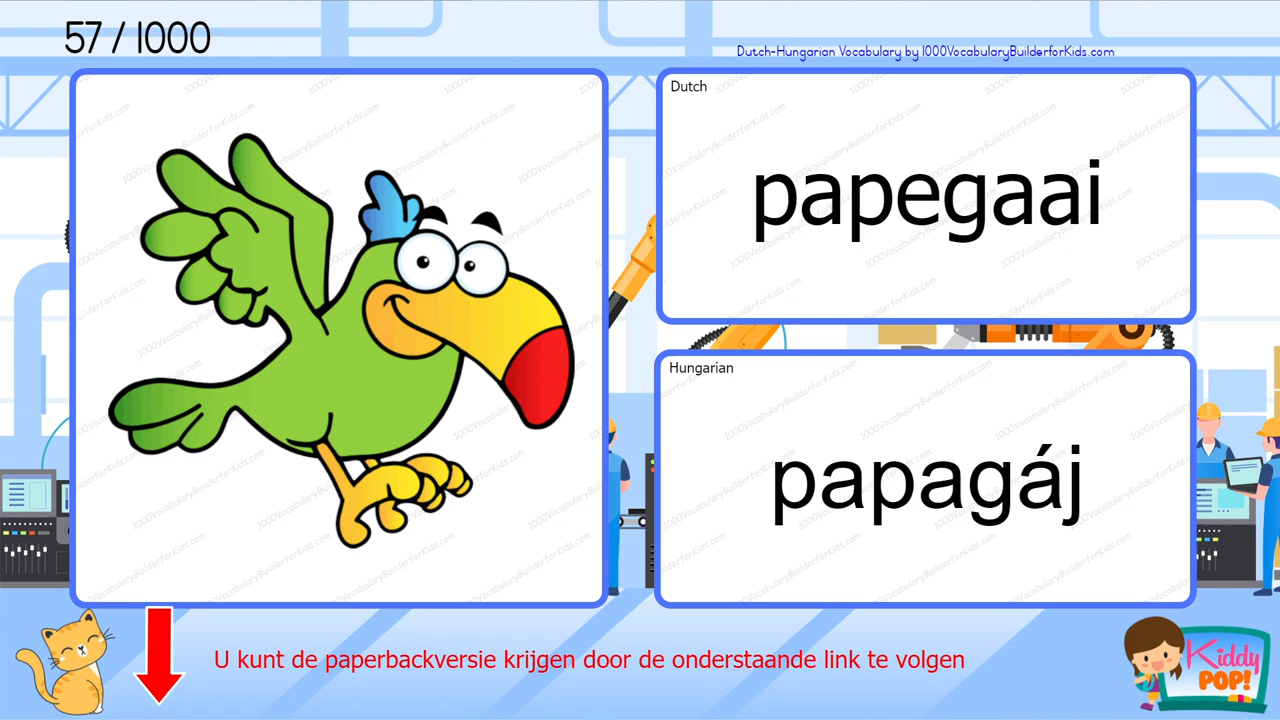 57 / 1000
Dutch-Hungarian Vocabulary by 1000VocabularyBuilderforKids.com
Dutch
papegaai
Hungarian
papagáj
U kunt de paperbackversie krijgen door de onderstaande link te volgen
Kiddy
POP!